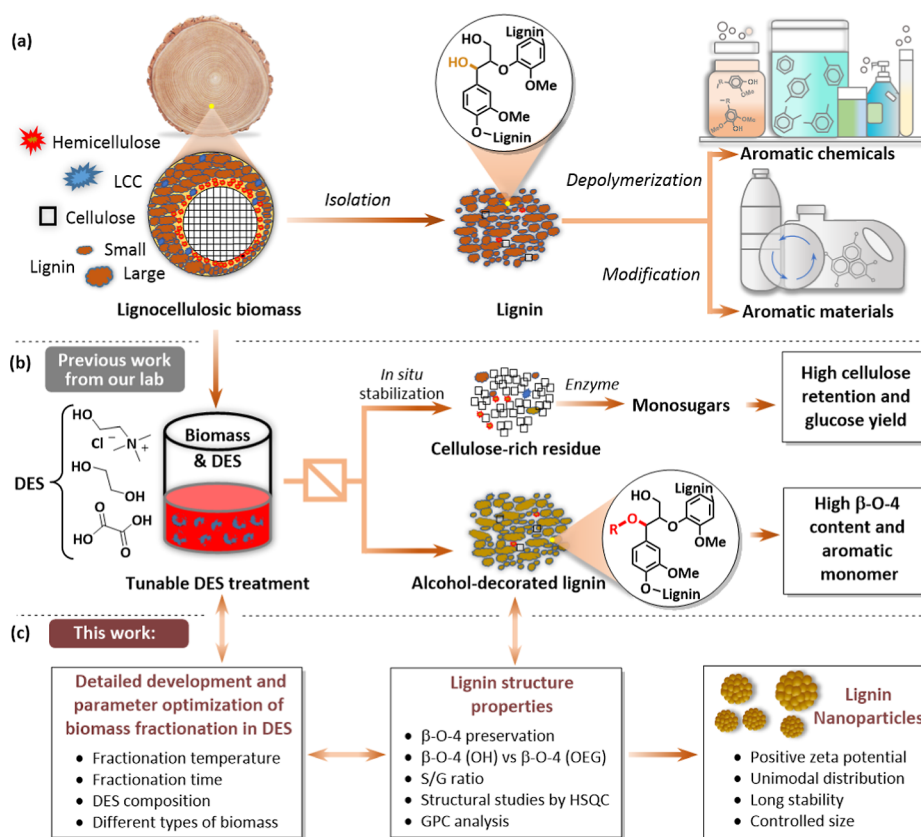 (a)
Hemicellulose
LCC
Cellulose
Small
Lignin
Large
Lignocellulosic biomass
Isolation
Lignin
HO
HO
O
OMe
OMe
O
Lignin
Lignin
Depolymerization
Modification
R
OH
OMe
R
MeO
OMe
OH
Aromatic chemicals
Aromatic materials
(b)
Previous work
from our lab
DES
HO
Cl −
N +
HO
OH
O
OH
HO
O
Biomass
& DES
Tunable DES treatment
In situ
stabilization
Cellulose-rich residue
Enzyme
Monosugars
High cellulose
retention and
glucose yield
Alcohol-decorated lignin
Lignin
HO
R
O
O
OMe
OMe
O
Lignin
High β-O-4
content and
aromatic
monomer
(c)
This work:
Detailed development and
parameter optimization of
biomass fractionation in DES
• Fractionation temperature
• Fractionation time
• DES composition
• Different types of biomass
Lignin structure
properties
• β-O-4 preservation
• β-O-4 (OH) vs β-O-4 (OEG)
• S/G ratio
• Structural studies by HSQC
• GPC analysis
Lignin
Nanoparticles
• Positive zeta potential
• Unimodal distribution
• Long stability
• Controlled size